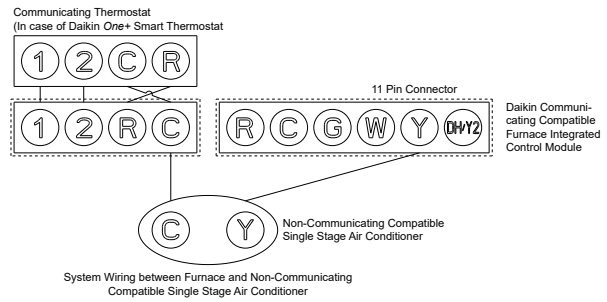 Communicating Thermostat
(In case of Daikin One+ Smart Thermostat
1 2 C R
11 Pin Connector
1 2 R C
R C G W Y DH/Y2
Daikin Communi-
cating Compatible
Furnace Integrated
Control Module
C Y
Non-Communicating Compatible
Single Stage Air Conditioner
System Wiring between Furnace and Non-Communicating
Compatible Single Stage Air Conditioner